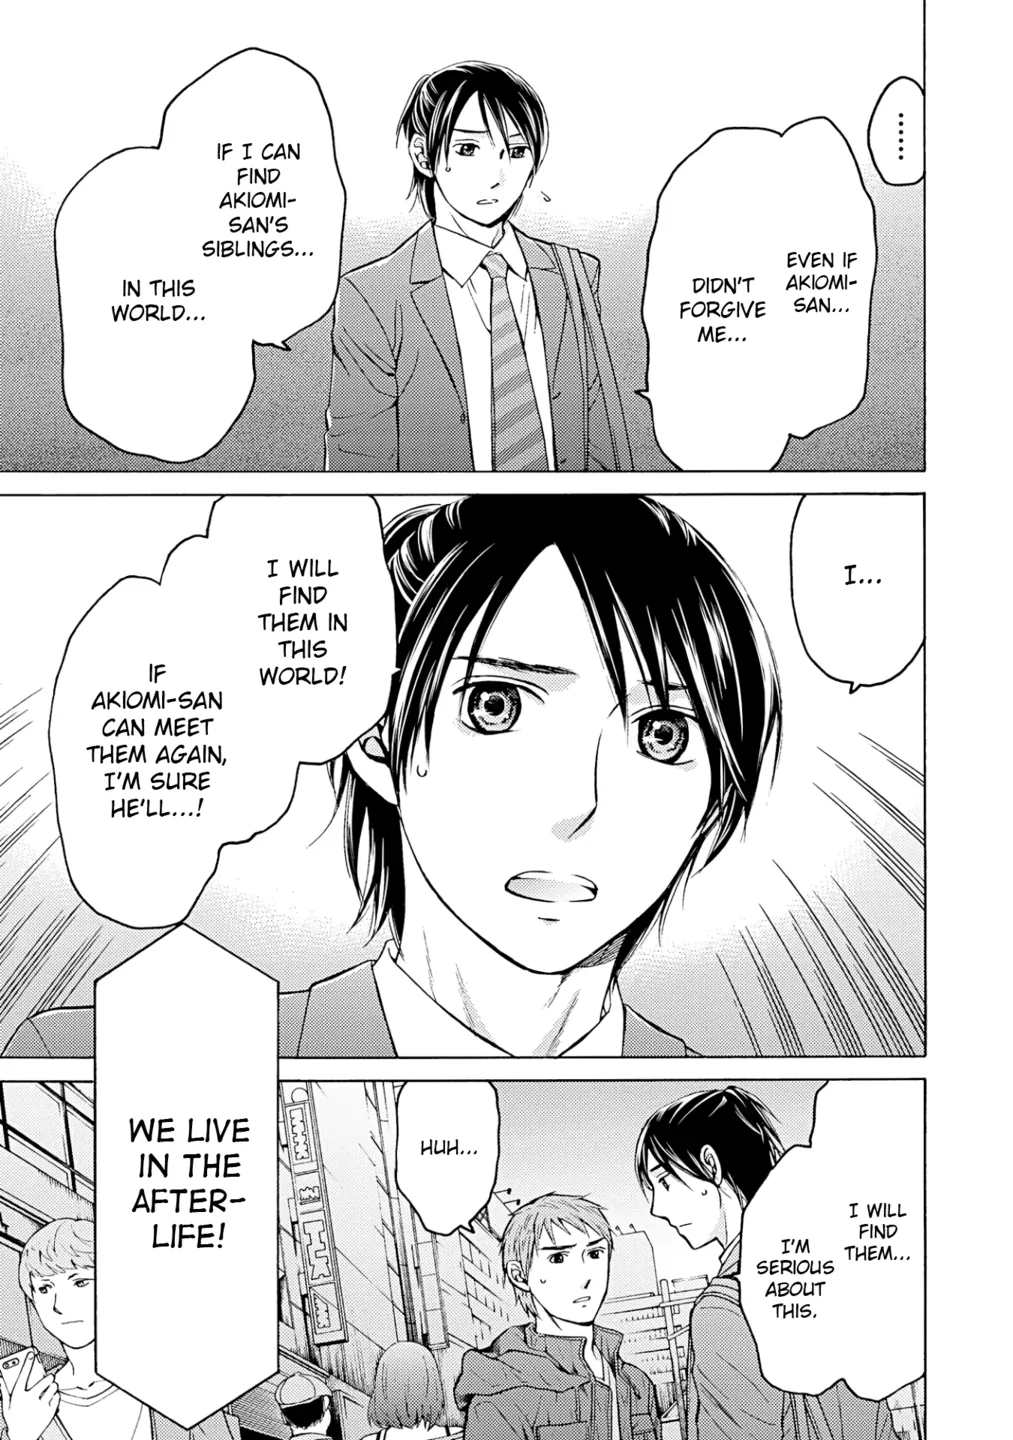 ........
EVEN IF
AKIOMI-
SAN...
DIDN'T
FORGIVE
ME...
IF I CAN
FIND
AKIOMI-
SAN'S
SIBLINGS...
IN THIS
WORLD...
I...
I WILL
FIND
THEM IN
THIS
WORLD!
IF
AKIOMI-SAN
CAN MEET
THEM AGAIN,
I'M SURE
HE'LL...!
I WILL
FIND
THEM...
I'M
SERIOUS
ABOUT
THIS.
HUH...
WE LIVE
IN THE
AFTER-
LIFE!